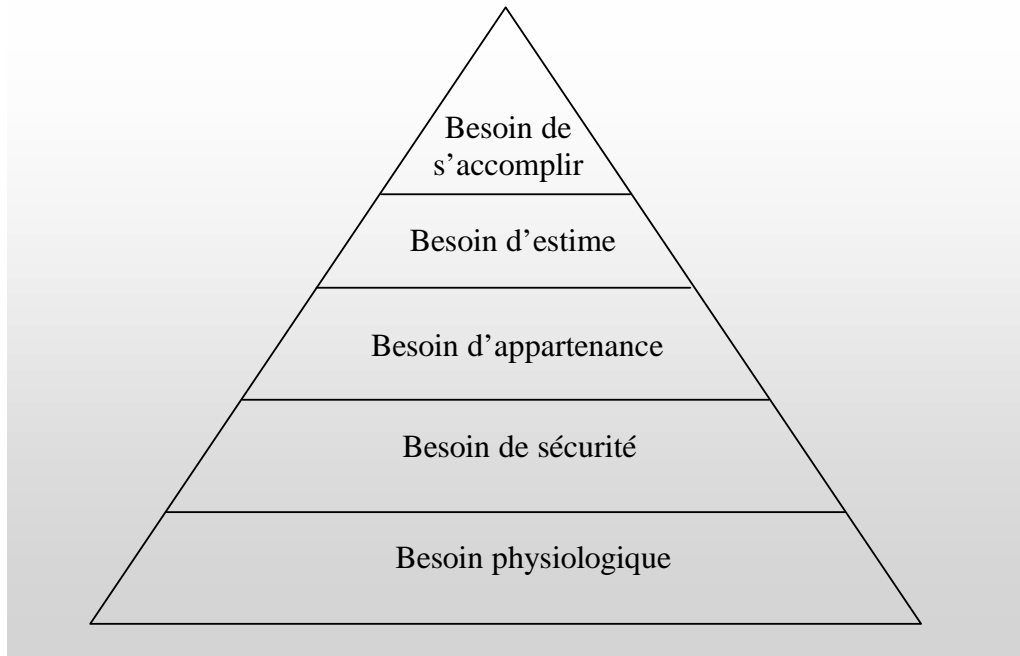 Besoin de
s’accomplir
Besoin d’estime
Besoin d’appartenance
Besoin de sécurité
Besoin physiologique